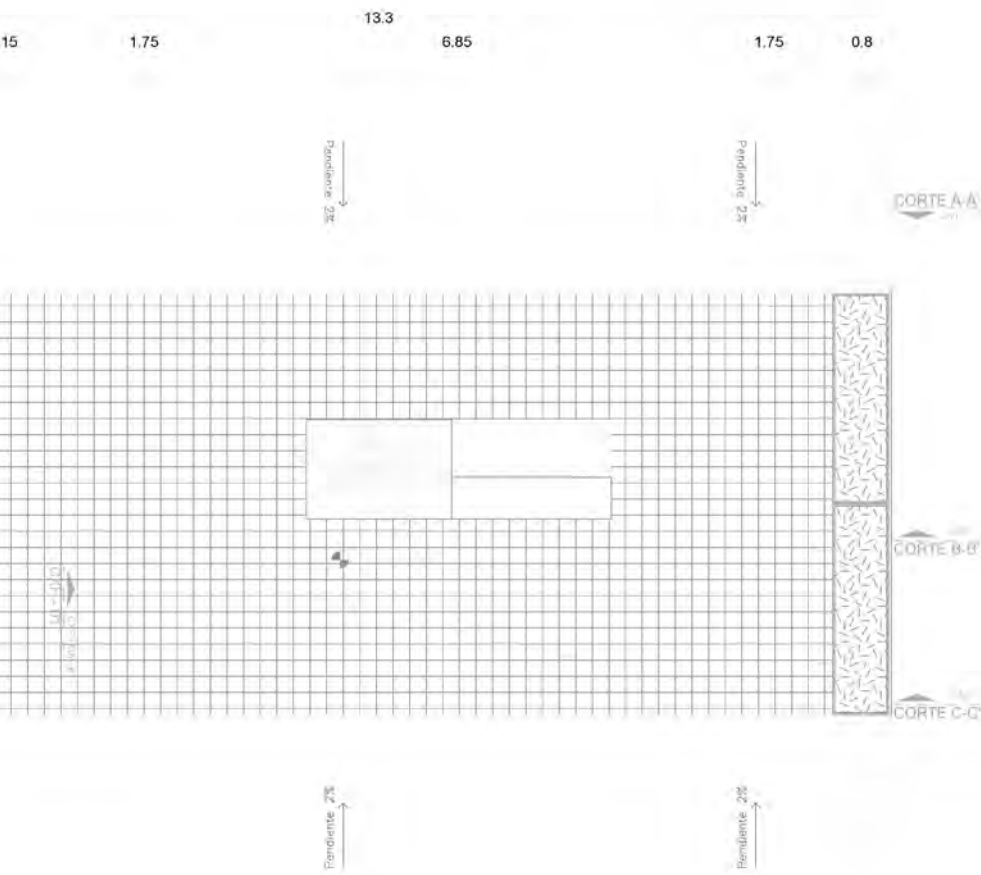 13.3
15 1.75 6.85 1.75 0.8
Pendiente 2%
Pendiente 2%
CORTE A-A'
CORTE B-B'
CORTE C-C'
Pendiente 2%
Pendiente 2%